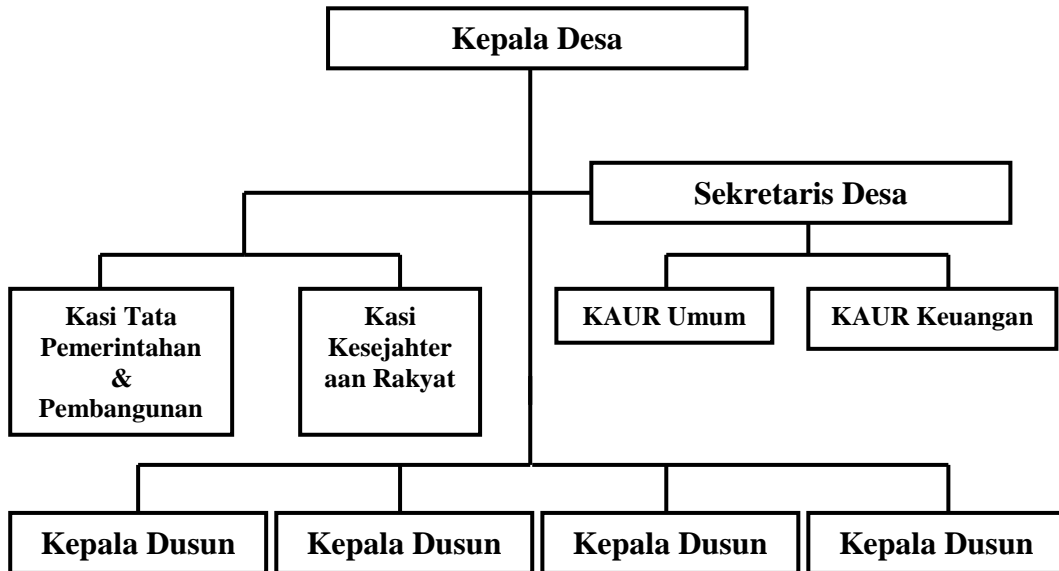 Kepala Desa
Sekretaris Desa
Kasi Tata
Pemerintahan
&
Pembangunan
Kasi
Kesejahter
aan Rakyat
KAUR Umum
KAUR Keuangan
Kepala Dusun
Kepala Dusun
Kepala Dusun
Kepala Dusun